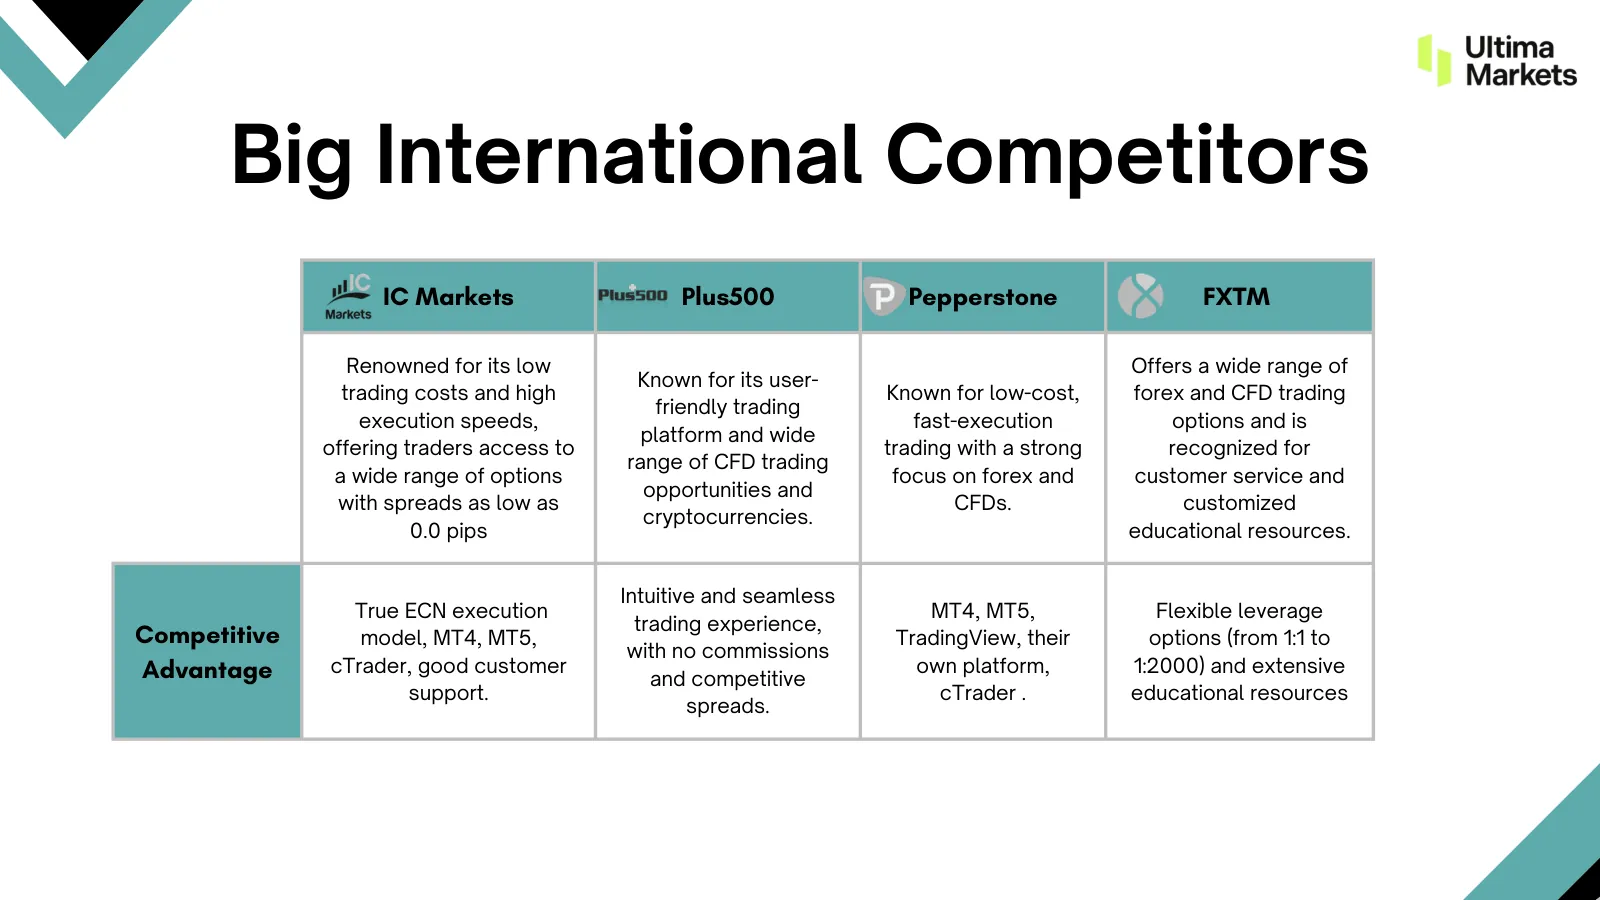 Ultima
Markets
Big International Competitors
IC
Markets
IC Markets
Plus500
Plus500
P
Pepperstone
FXTM
Renowned for its low
trading costs and high
execution speeds,
offering traders access to
a wide range of options
with spreads as low as
0.0 pips
Known for its user-
friendly trading
platform and wide
range of CFD trading
opportunities and
cryptocurrencies.
Known for low-cost,
fast-execution
trading with a strong
focus on forex and
CFDs.
Offers a wide range of
forex and CFD trading
options and is
recognized for
customer service and
customized
educational resources.
Competitive
Advantage
True ECN execution
model, MT4, MT5,
cTrader, good customer
support.
Intuitive and seamless
trading experience,
with no commissions
and competitive
spreads.
MT4, MT5,
TradingView, their
own platform,
cTrader .
Flexible leverage
options (from 1:1 to
1:2000) and extensive
educational resources